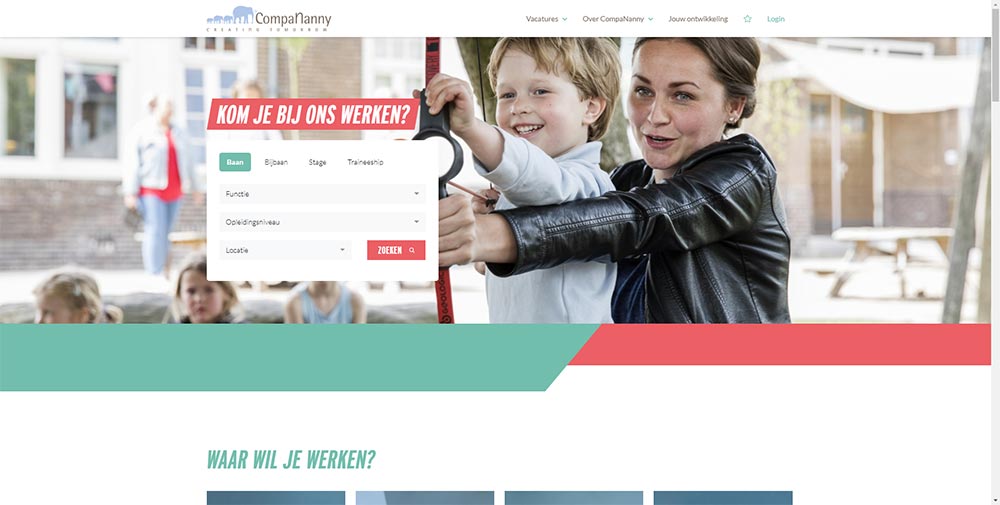 CompaNanny
CREATING TOMORROW
Vacatures
Over CompaNanny
Jouw ontwikkeling
Login
KOM JE BIJ ONS WERKEN?
Baan
Bijbaan
Stage
Traineeship
Functie
Opleidingsniveau
Locatie
ZOEKEN
WAAR WIL JE WERKEN?